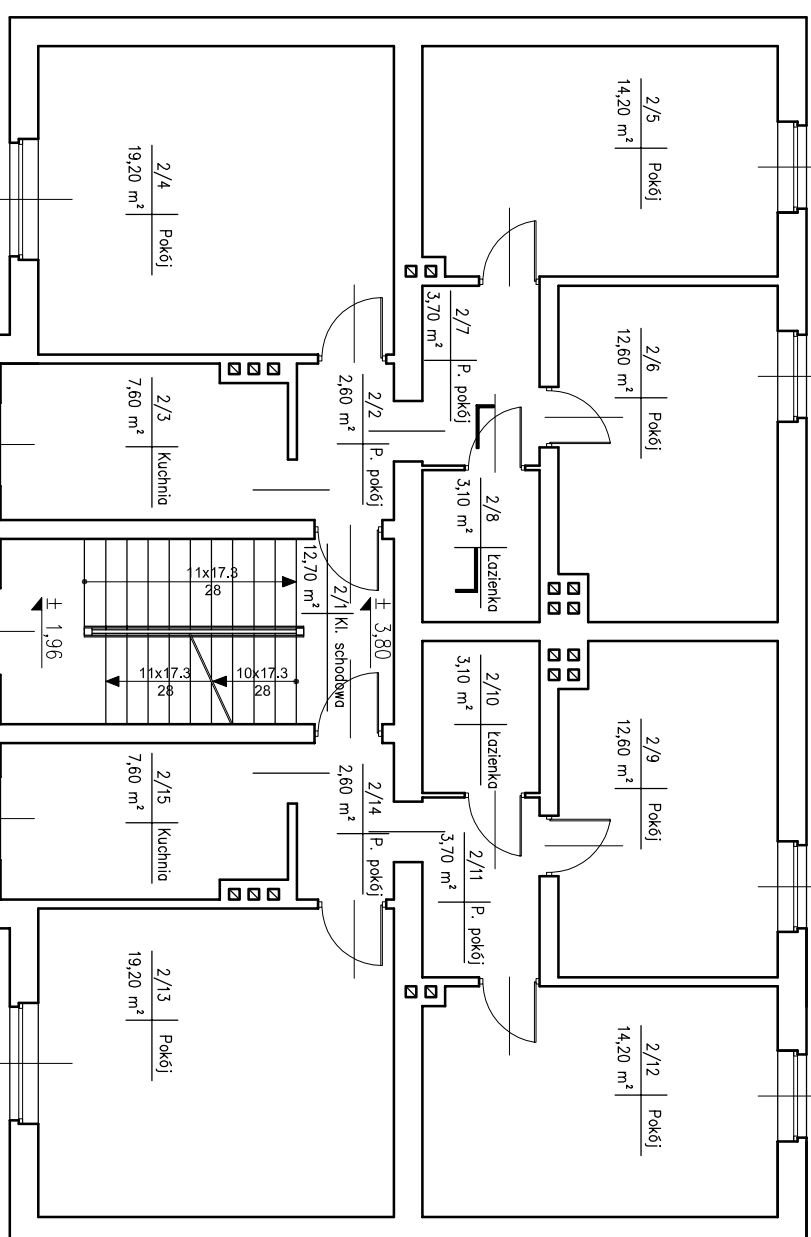 2/5
14,20 m²
Pokój
2/4
19,20 m²
Pokój
2/6
12,60 m²
Pokój
2/7
3,70 m²
P. pokój
2/2
2,60 m²
P. pokój
2/3
7,60 m²
Kuchnia
2/8
3,10 m²
Łazienka
2/1
12,70 m²
Kl. schodowa
± 3,80
± 1,96
11x17.3
28
11x17.3
28
10x17.3
28
2/10
3,10 m²
Łazienka
2/9
12,60 m²
Pokój
2/11
3,70 m²
P. pokój
2/14
2,60 m²
P. pokój
2/15
7,60 m²
Kuchnia
2/13
19,20 m²
Pokój
2/12
14,20 m²
Pokój